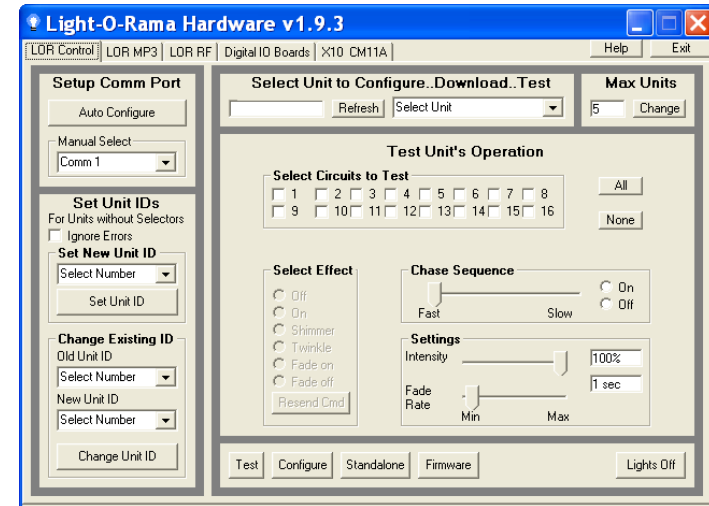 Light-O-Rama Hardware v1.9.3
LOR Control LOR MP3 LOR RF Digital IO Boards X10 CM11A Help Exit
Setup Comm Port
Auto Configure
Manual Select
Comm 1
Set Unit IDs
For Units without Selectors
Ignore Errors
Set New Unit ID
Select Number
Set Unit ID
Change Existing ID
Old Unit ID
Select Number
New Unit ID
Select Number
Change Unit ID
Select Unit to Configure..Download..Test
Refresh Select Unit
Max Units
5 Change
Test Unit's Operation
Select Circuits to Test
1 2 3 4 5 6 7 8
9 10 11 12 13 14 15 16
All
None
Select Effect
Off
On
Shimmer
Twinkle
Fade on
Fade off
Resend Cmd
Chase Sequence
Fast Slow
On
Off
Settings
Intensity 100%
Fade Rate 1 sec
Min Max
Test Configure Standalone Firmware Lights Off